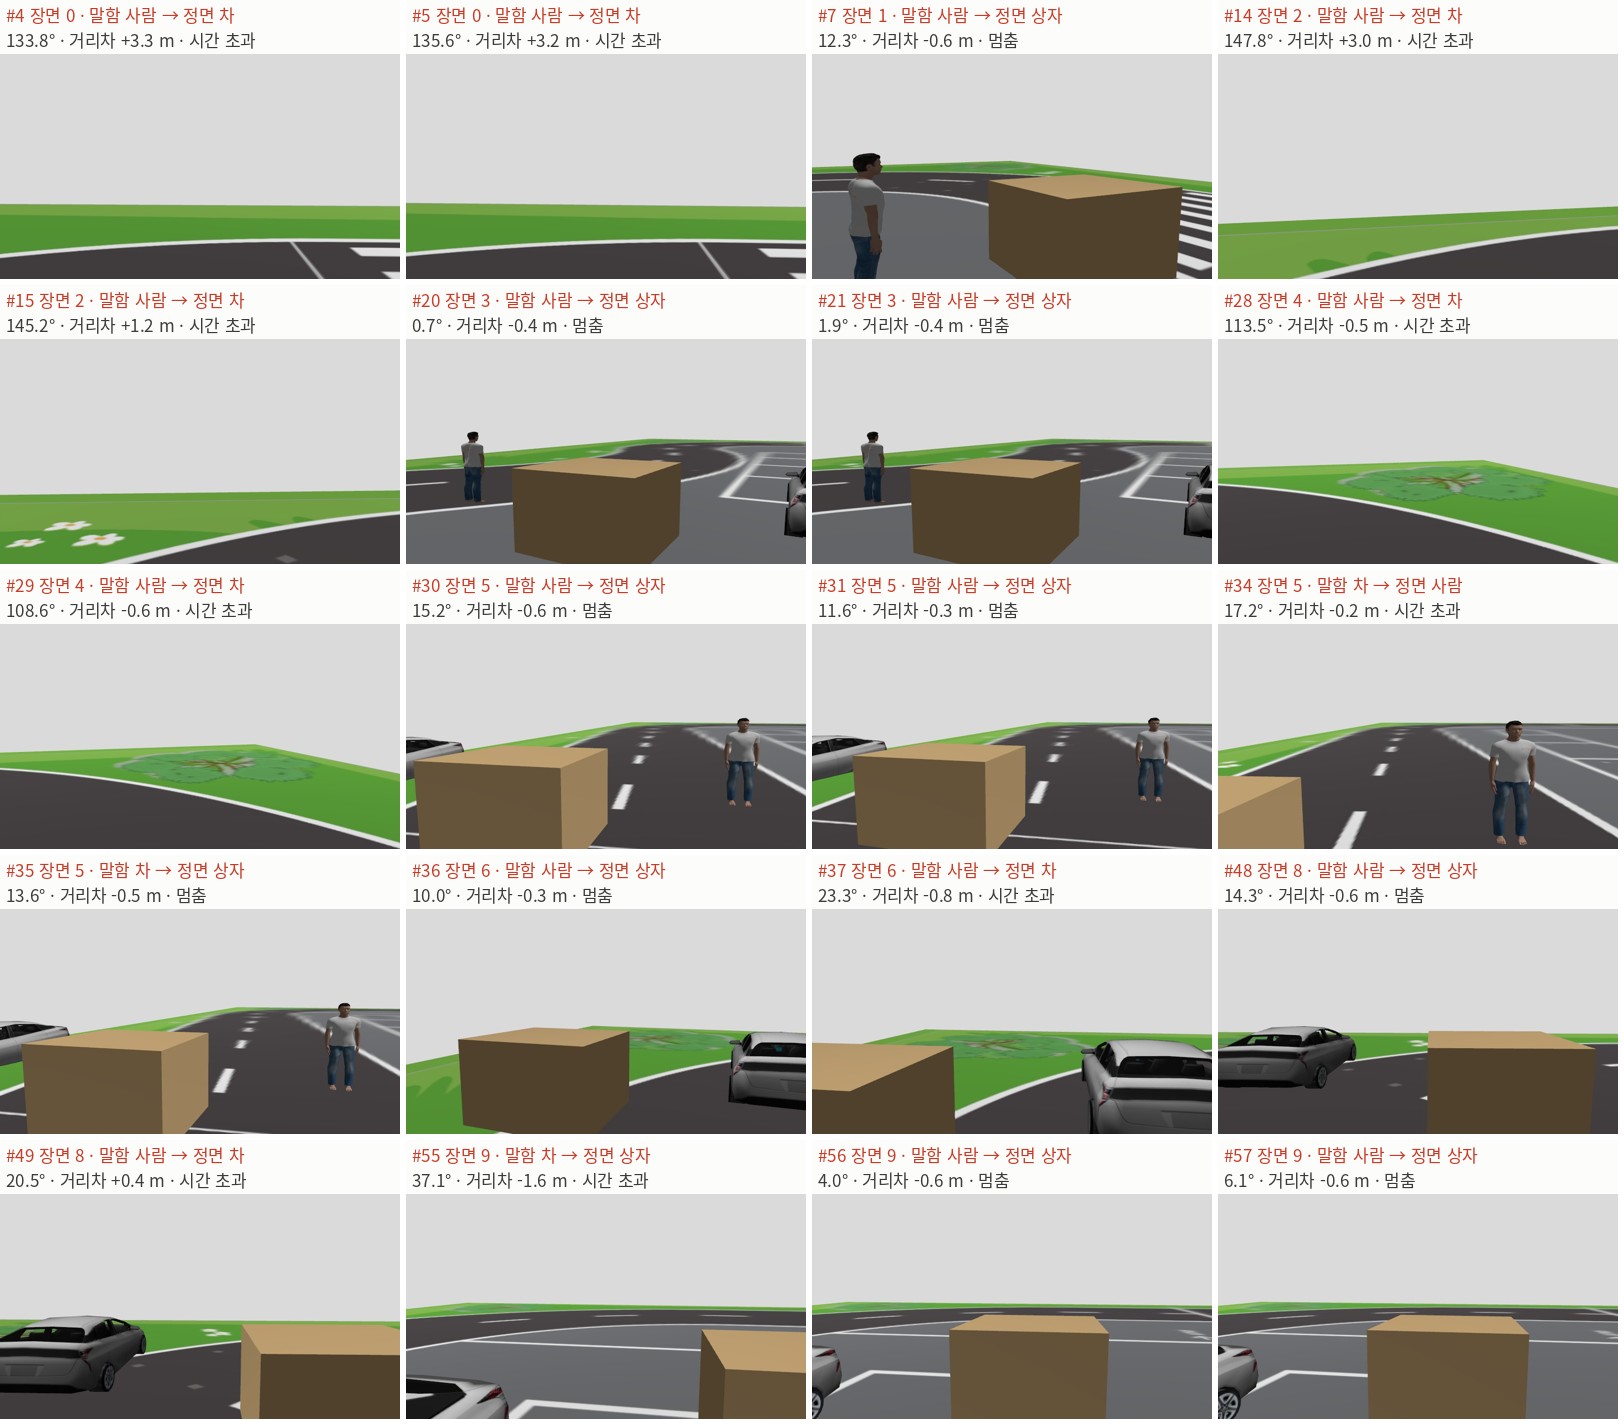 #4 장면 0 · 말함 사람 → 정면 차
133.8° · 거리차 +3.3 m · 시간 초과
#5 장면 0 · 말함 사람 → 정면 차
135.6° · 거리차 +3.2 m · 시간 초과
#7 장면 1 · 말함 사람 → 정면 상자
12.3° · 거리차 -0.6 m · 멈춤
#14 장면 2 · 말함 사람 → 정면 차
147.8° · 거리차 +3.0 m · 시간 초과
#15 장면 2 · 말함 사람 → 정면 차
145.2° · 거리차 +1.2 m · 시간 초과
#20 장면 3 · 말함 사람 → 정면 상자
0.7° · 거리차 -0.4 m · 멈춤
#21 장면 3 · 말함 사람 → 정면 상자
1.9° · 거리차 -0.4 m · 멈춤
#28 장면 4 · 말함 사람 → 정면 차
113.5° · 거리차 -0.5 m · 시간 초과
#29 장면 4 · 말함 사람 → 정면 차
108.6° · 거리차 -0.6 m · 시간 초과
#30 장면 5 · 말함 사람 → 정면 상자
15.2° · 거리차 -0.6 m · 멈춤
#31 장면 5 · 말함 사람 → 정면 상자
11.6° · 거리차 -0.3 m · 멈춤
#34 장면 5 · 말함 차 → 정면 사람
17.2° · 거리차 -0.2 m · 시간 초과
#35 장면 5 · 말함 차 → 정면 상자
13.6° · 거리차 -0.5 m · 멈춤
#36 장면 6 · 말함 사람 → 정면 상자
10.0° · 거리차 -0.3 m · 멈춤
#37 장면 6 · 말함 사람 → 정면 차
23.3° · 거리차 -0.8 m · 시간 초과
#48 장면 8 · 말함 사람 → 정면 상자
14.3° · 거리차 -0.6 m · 멈춤
#49 장면 8 · 말함 사람 → 정면 차
20.5° · 거리차 +0.4 m · 시간 초과
#55 장면 9 · 말함 차 → 정면 상자
37.1° · 거리차 -1.6 m · 시간 초과
#56 장면 9 · 말함 사람 → 정면 상자
4.0° · 거리차 -0.6 m · 멈춤
#57 장면 9 · 말함 사람 → 정면 상자
6.1° · 거리차 -0.6 m · 멈춤